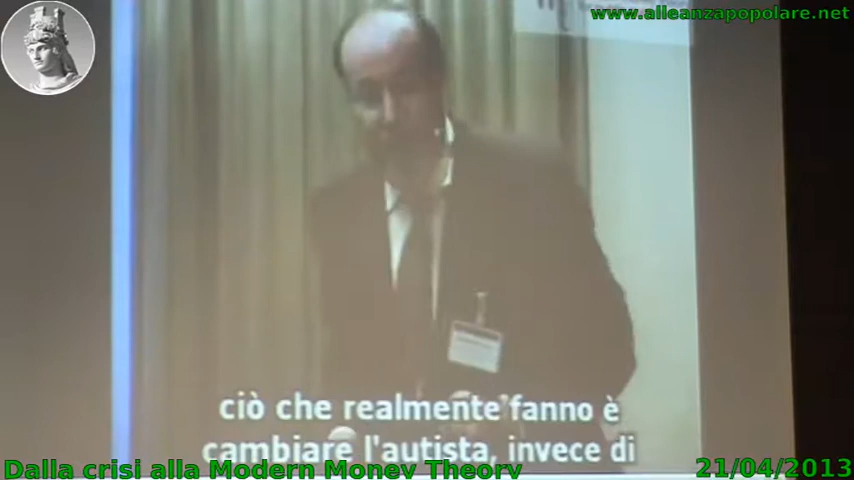 www.alleanzapopolare.net
ciò che realmente fanno è
cambiare l'autista, invece di
Dalla crisi alla Modern Money Theory
21/04/2013